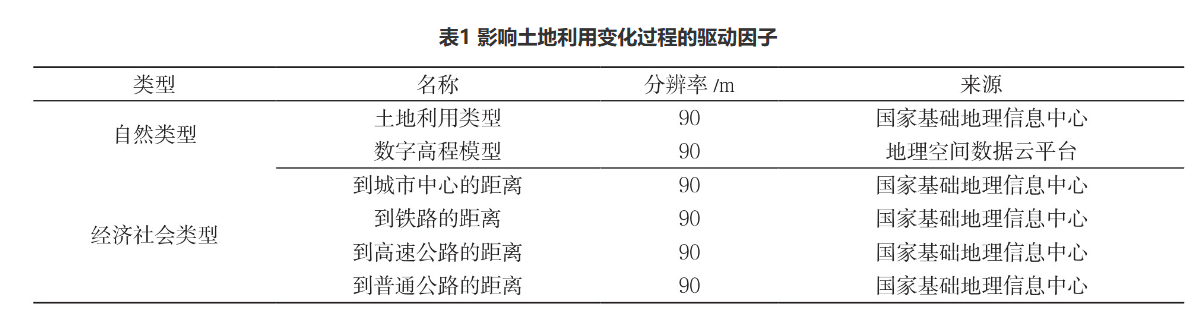 表1 影响土地利用变化过程的驱动因子
类型 名称 分辨率/m 来源
自然类型 土地利用类型 90 国家基础地理信息中心
数字高程模型 90 地理空间数据云平台
经济社会类型 到城市中心的距离 90 国家基础地理信息中心
到铁路的距离 90 国家基础地理信息中心
到高速公路的距离 90 国家基础地理信息中心
到普通公路的距离 90 国家基础地理信息中心